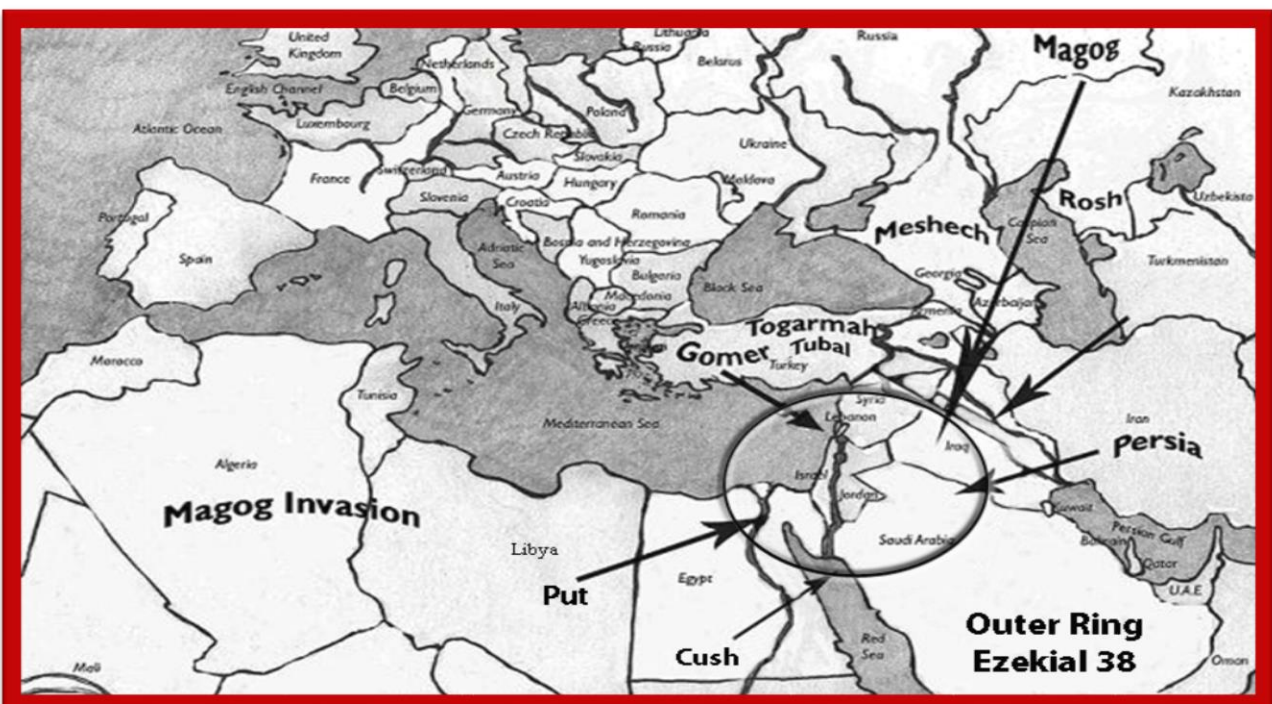 United
Kingdom
Lithuania
Russia
Russia
Magog
Netherlands
Belarus
English Channel
Belgium
Kazakhstan
Germany
Poland
Atlantic Ocean
Luxembourg
Czech Republic
Ukraine
Slovakia
France
Switzerland
Austria
Hungary
Moldova
Slovenia
Croatia
Rosh
Uzbekista
Portugal
Romania
Caspian
Sea
Meshech
Spain
Adriatic
Sea
Bosnia and Herzegovina
Yugoslavia
Bulgaria
Turkmenistan
Georgia
Black Sea
Italy
Albania
Macedonia
Azerbaijan
Armenia
Greece
Togarmah
Gomer
Tubal
Turkey
Morocco
Tunisia
Syria
Lebanon
Mediterranean Sea
Iran
Persia
Iraq
Algeria
Israel
Jordan
Magog Invasion
Kuwait
Persian Gulf
Bahrain
Saudi Arabia
Libya
Qatar
Egypt
U.A.E
Put
Outer Ring
Ezekial 38
Cush
Red
Sea
Oman
Mali